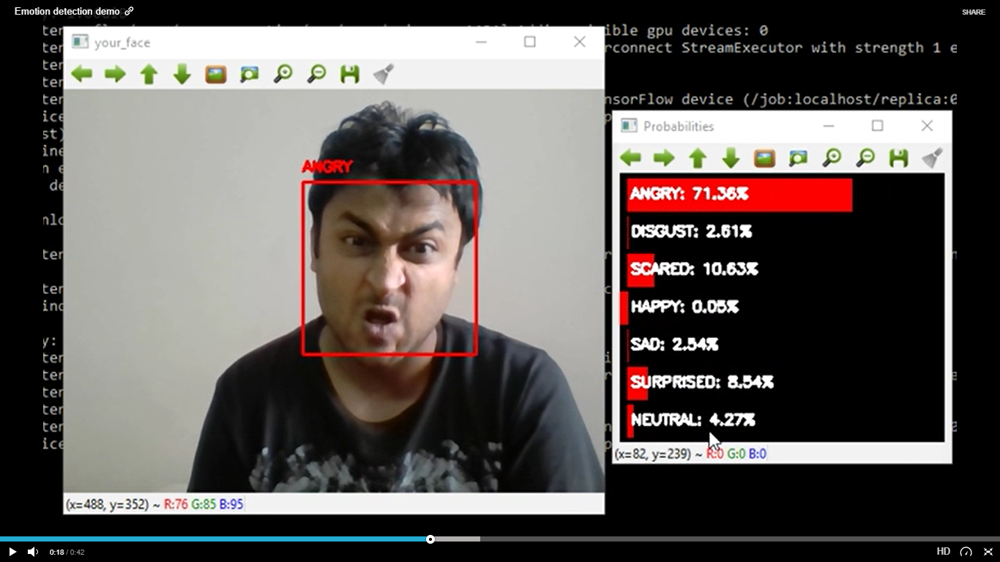 Emotion detection demo
SHARE
ible gpu devices: 0
rconnect StreamExecutor with strength 1 e
nsorFlow device (/job:localhost/replica:0
your_face
ANGRY
(x=488, y=352) ~ R:76 G:85 B:95
Probabilities
ANGRY: 71.36%
DISGUST: 2.61%
SCARED: 10.63%
HAPPY: 0.05%
SAD: 2.54%
SURPRISED: 8.54%
NEUTRAL: 4.27%
(x=82, y=239) ~ R:0 G:0 B:0
0:18 / 0:42
HD